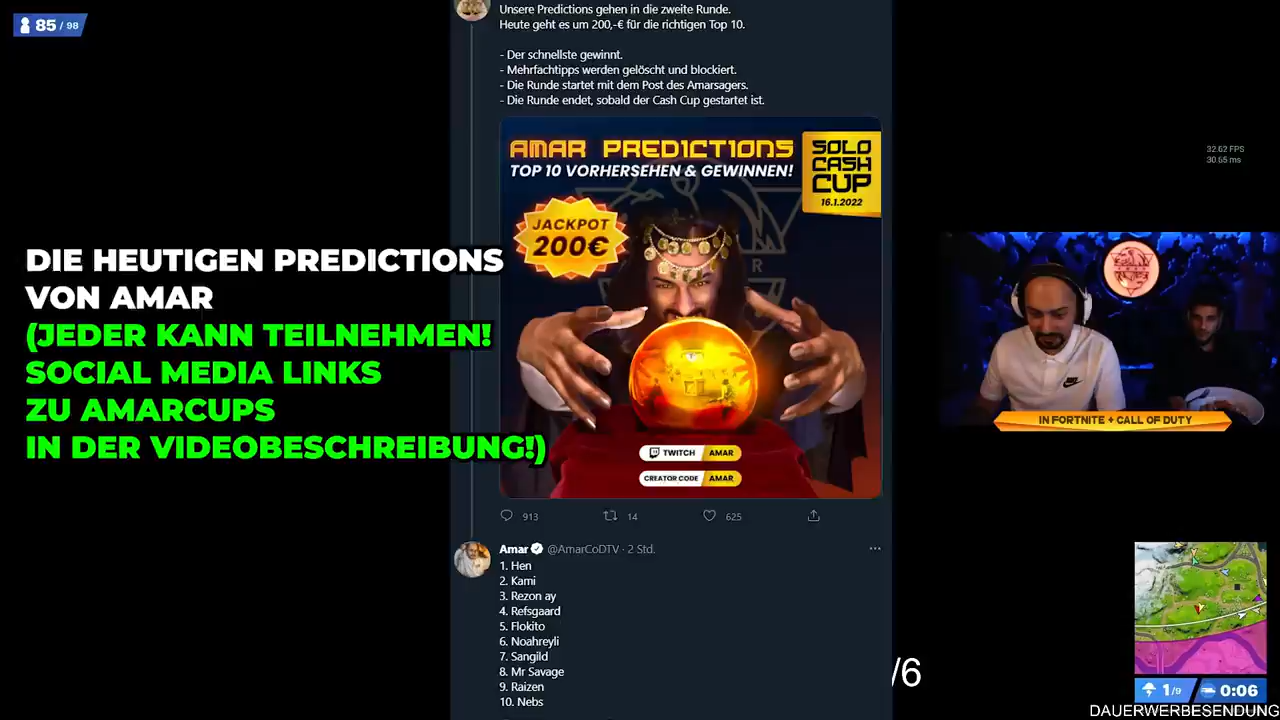 85 / 98
Unsere Predictions gehen in die zweite Runde.
Heute geht es um 200,-€ für die richtigen Top 10.
- Der schnellste gewinnt.
- Mehrfachtipps werden gelöscht und blockiert.
- Die Runde startet mit dem Post des Amarsagers.
- Die Runde endet, sobald der Cash Cup gestartet ist.
AMAR PREDICTIONS
TOP 10 VORHERSEHEN & GEWINNEN!
SOLO
CASH
CUP
16.1.2022
JACKPOT
200€
TWITCH AMAR
CREATOR CODE AMAR
DIE HEUTIGEN PREDICTIONS
VON AMAR
(JEDER KANN TEILNEHMEN!
SOCIAL MEDIA LINKS
ZU AMARCUPS
IN DER VIDEOBESCHREIBUNG!)
32.62 FPS
30.65 ms
IN FORTNITE + CALL OF DUTY
913 14 625
Amar @AmarCoDTV · 2 Std.
1. Hen
2. Kami
3. Rezon ay
4. Refsgaard
5. Flokito
6. Noahreyli
7. Sangild
8. Mr Savage
9. Raizen
10. Nebs
/6
1/9 0:06
DAUERWERBESENDUNG